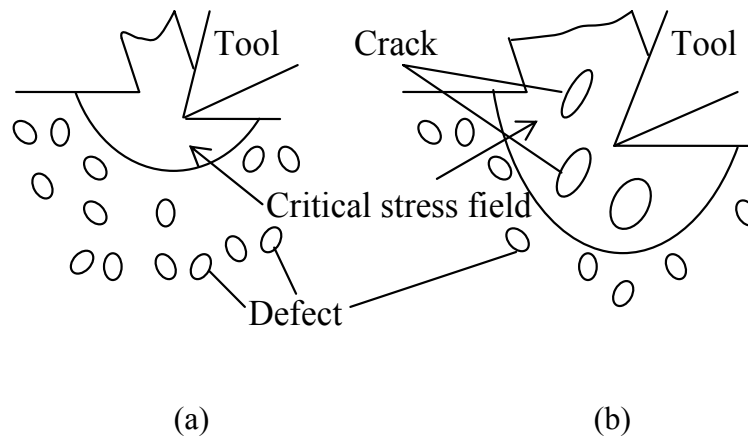 Tool
Crack
Tool
Critical stress field
Defect
(a)
(b)